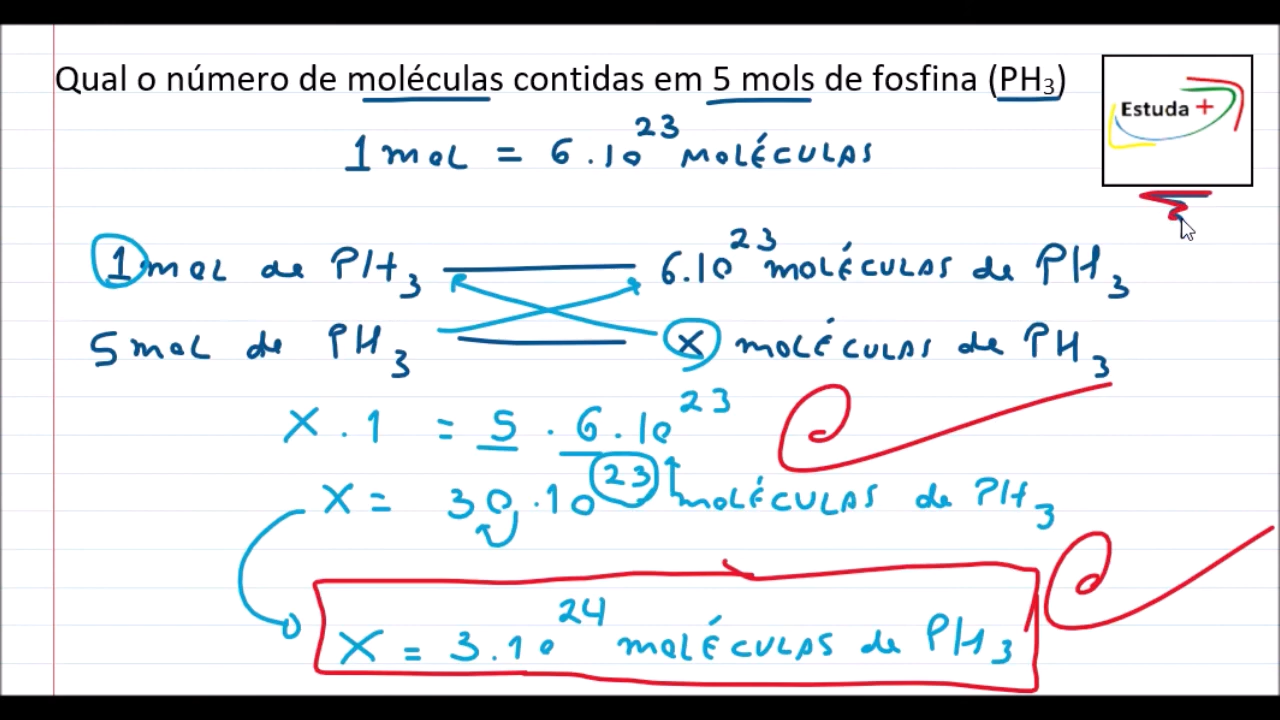 Qual o número de moléculas contidas em 5 mols de fosfina (PH₃)
Estuda +
1 mol = 6.10²³ MOLÉCULAS
1 mol de PH₃ 6.10²³ MOLÉCULAS de PH₃
5 mol de PH₃ X MOLÉCULAS de PH₃
X . 1 = 5 . 6 . 10²³
X = 30 . 10²³ MOLÉCULAS de PH₃
X = 3.10²⁴ MOLÉCULAS de PH₃